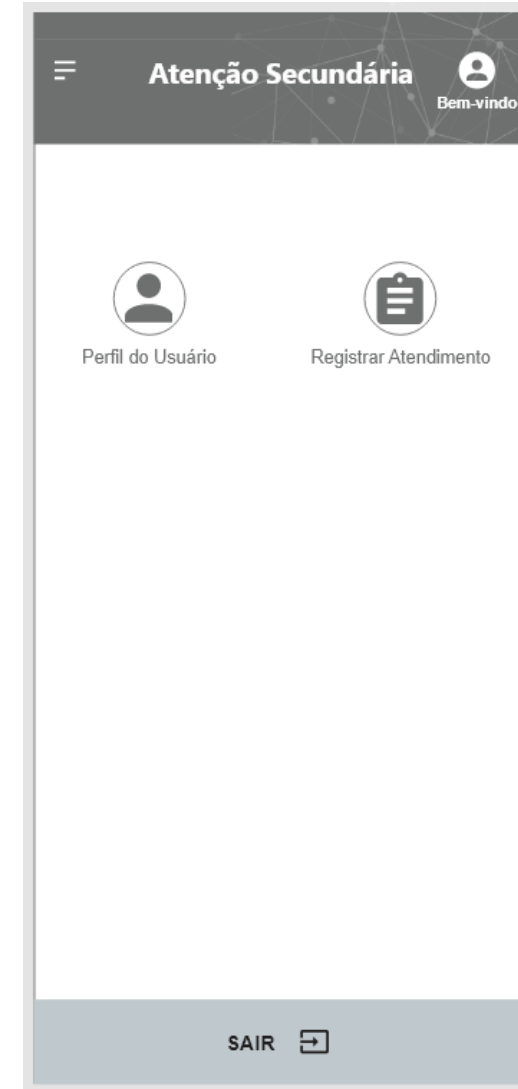 Atenção Secundária
Bem-vindo
Perfil do Usuário
Registrar Atendimento
SAIR